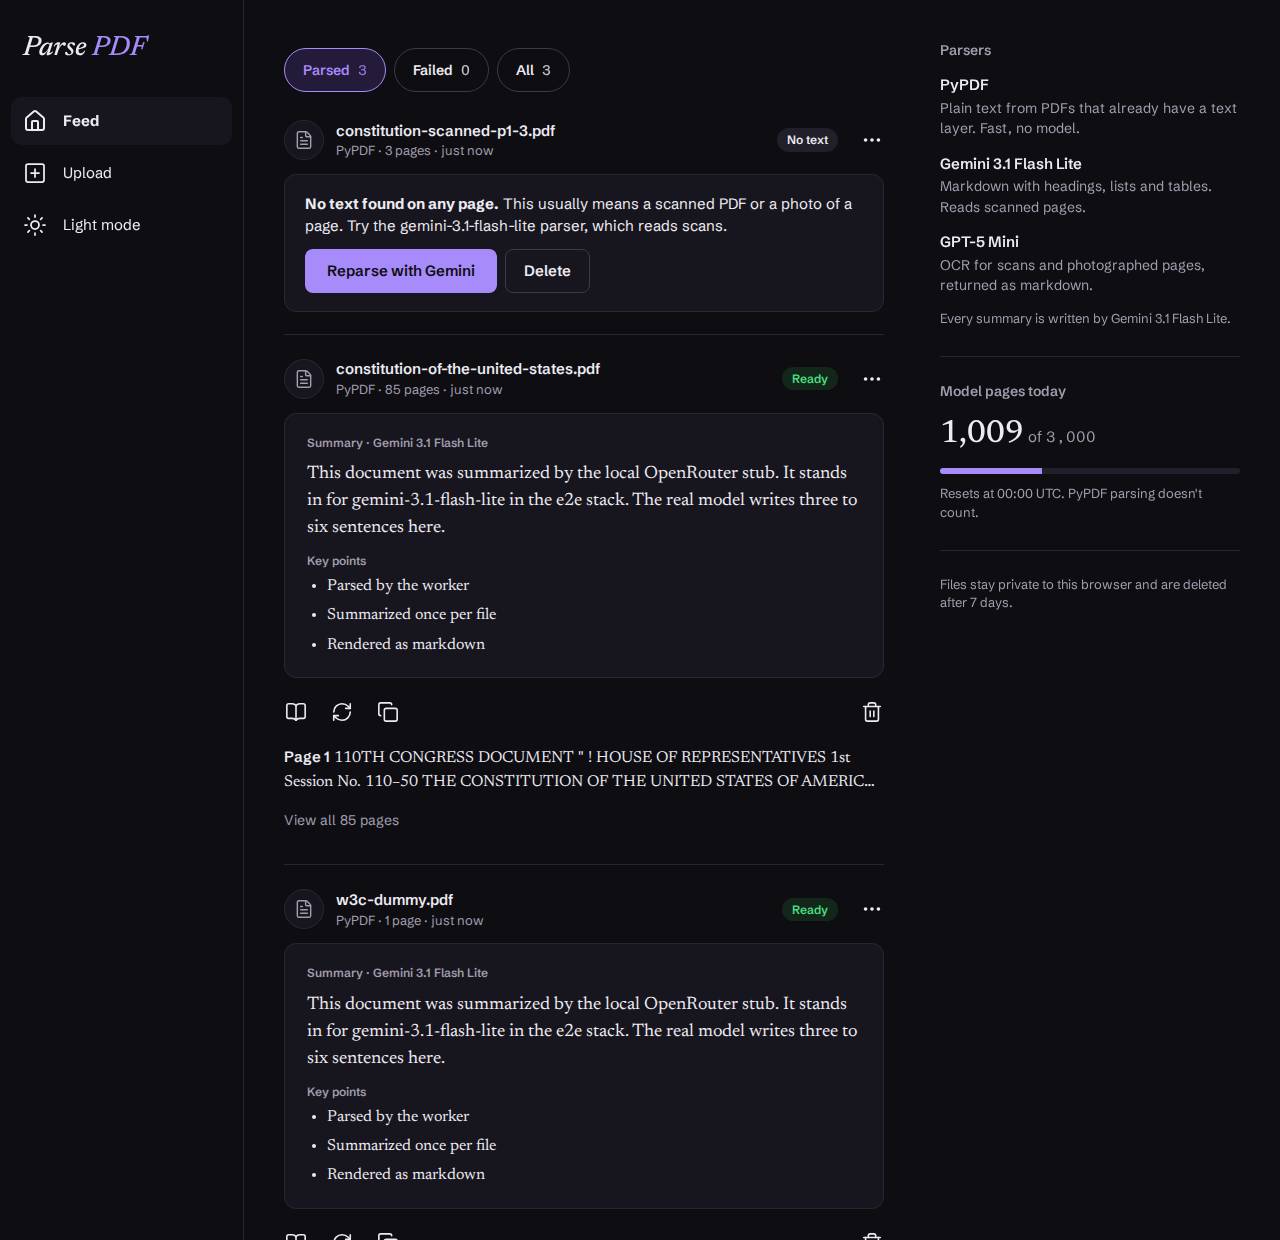 Parse PDF
Feed
Upload
Light mode
Parsed 3
Failed 0
All 3
constitution-scanned-p1-3.pdf
PyPDF · 3 pages · just now
No text
No text found on any page. This usually means a scanned PDF or a photo of a
page. Try the gemini-3.1-flash-lite parser, which reads scans.
Reparse with Gemini
Delete
constitution-of-the-united-states.pdf
PyPDF · 85 pages · just now
Ready
Summary · Gemini 3.1 Flash Lite
This document was summarized by the local OpenRouter stub. It stands
in for gemini-3.1-flash-lite in the e2e stack. The real model writes three to
six sentences here.
Key points
• Parsed by the worker
• Summarized once per file
• Rendered as markdown
Page 1 110TH CONGRESS DOCUMENT " ! HOUSE OF REPRESENTATIVES 1st
Session No. 110–50 THE CONSTITUTION OF THE UNITED STATES OF AMERIC...
View all 85 pages
w3c-dummy.pdf
PyPDF · 1 page · just now
Ready
Summary · Gemini 3.1 Flash Lite
This document was summarized by the local OpenRouter stub. It stands
in for gemini-3.1-flash-lite in the e2e stack. The real model writes three to
six sentences here.
Key points
• Parsed by the worker
• Summarized once per file
• Rendered as markdown
Parsers
PyPDF
Plain text from PDFs that already have a text
layer. Fast, no model.
Gemini 3.1 Flash Lite
Markdown with headings, lists and tables.
Reads scanned pages.
GPT-5 Mini
OCR for scans and photographed pages,
returned as markdown.
Every summary is written by Gemini 3.1 Flash Lite.
Model pages today
1,009 of 3,000
Resets at 00:00 UTC. PyPDF parsing doesn't
count.
Files stay private to this browser and are deleted
after 7 days.